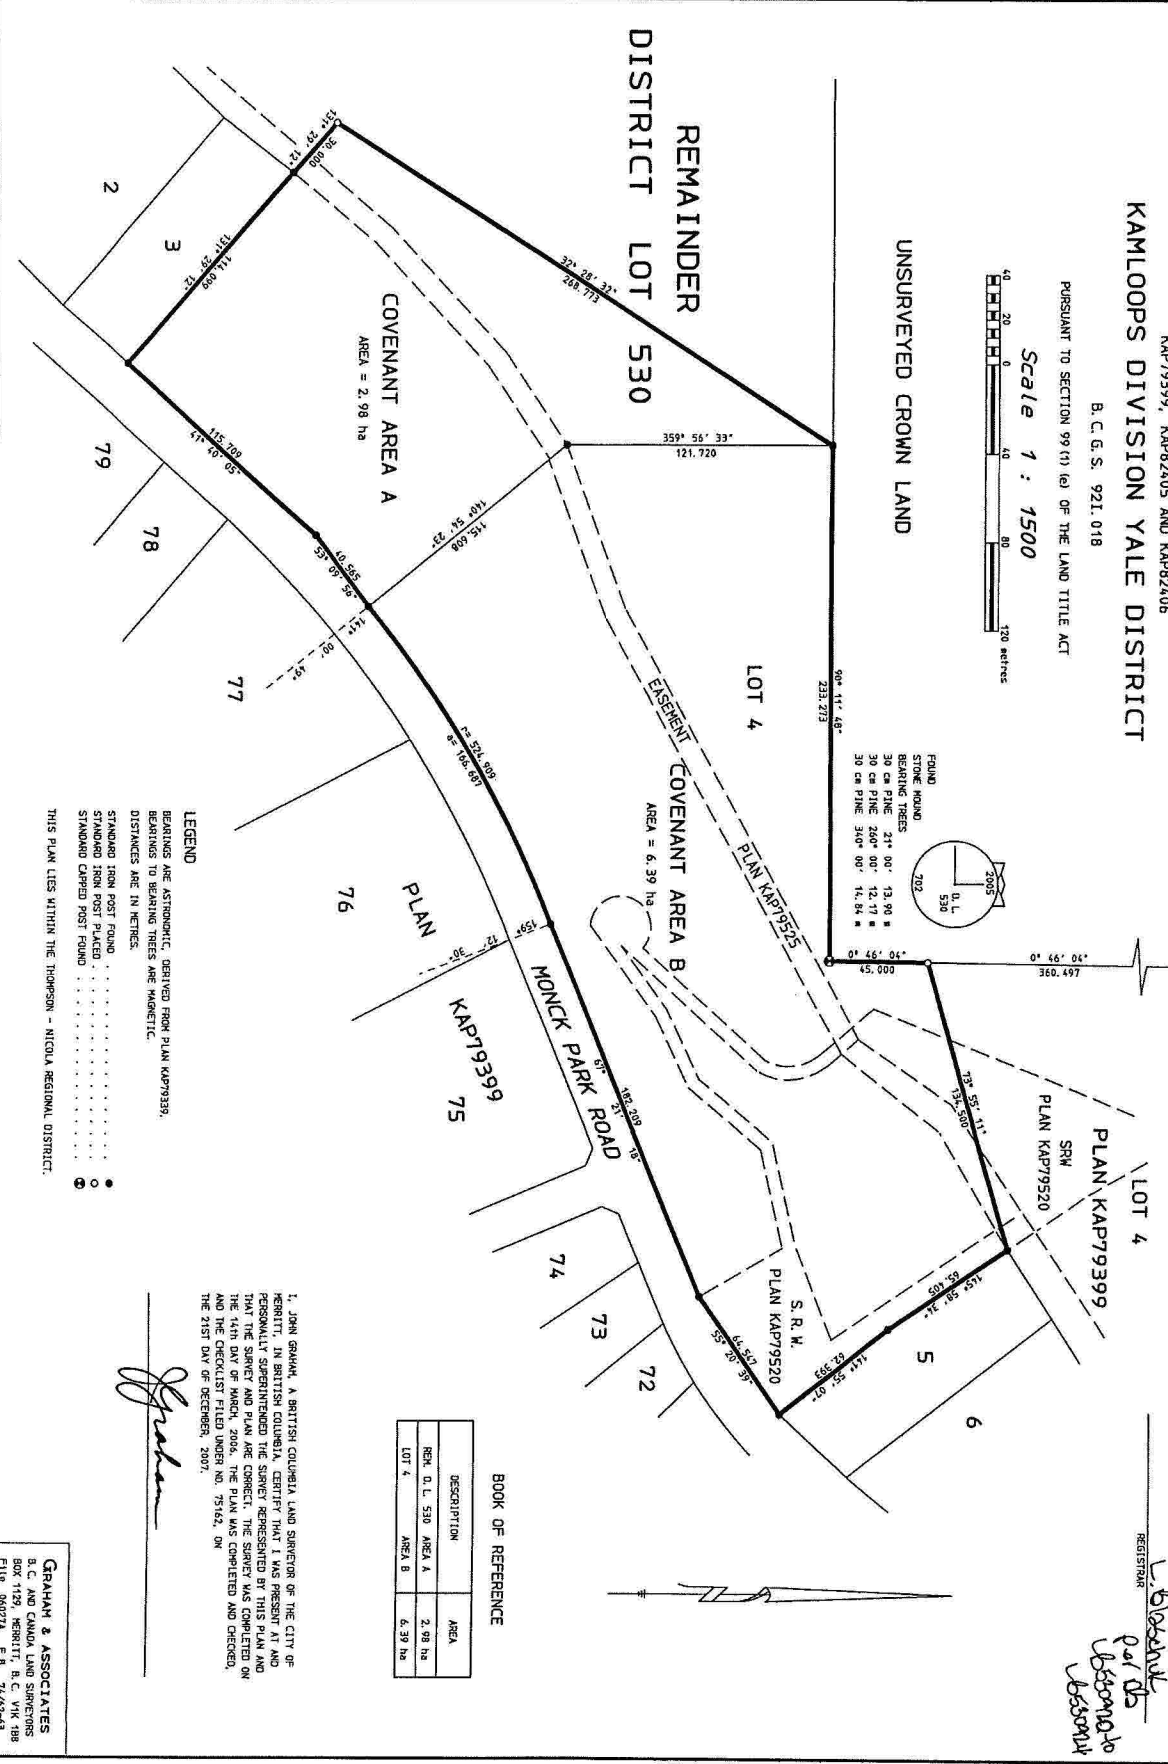 KAP79399, KAP82405 AND KAP82406
KAMLOOPS DIVISION YALE DISTRICT
B.C.G.S. 92I.018
PURSUANT TO SECTION 99(1)(e) OF THE LAND TITLE ACT
Scale 1 : 1500
40 20 0 40 80 120 metres
REGISTRAR
UNSURVEYED CROWN LAND
REMAINDER
DISTRICT LOT 530
FOUND
STONE MOUND
BEARING TREES
30 cm PINE 21° 00' 13.90 m
30 cm PINE 260° 00' 12.17 m
30 cm PINE 340° 00' 14.84 m
2005
D.L.
530
702
0° 46' 04"
360.497
0° 46' 04"
45.000
LOT 4
PLAN KAP79399
SRW
PLAN KAP79520
73° 55' 11"
134.500
90° 11' 48"
233.273
359° 56' 33"
121.720
32° 28' 32"
268.773
131° 29' 12"
30.000
131° 29' 12"
114.099
LOT 4
EASEMENT
PLAN KAP79525
COVENANT AREA B
AREA = 6.39 ha
COVENANT AREA A
AREA = 2.98 ha
140° 54' 23"
115.608
115.709
41° 40' 05"
40.565
53° 09' 56"
141° 00' 49"
r= 524.909
a= 166.687
159° 12' 30"
182.209
67° 21' 18"
64.547
55° 20' 39"
145° 58' 34"
65.405
141° 55' 07"
62.393
S.R.W.
PLAN KAP79520
MONCK PARK ROAD
PLAN
KAP79399
2
3
5
6
72
73
74
75
76
77
78
79
LEGEND
BEARINGS ARE ASTRONOMIC, DERIVED FROM PLAN KAP79339.
BEARINGS TO BEARING TREES ARE MAGNETIC.
DISTANCES ARE IN METRES.
STANDARD IRON POST FOUND
STANDARD IRON POST PLACED
STANDARD CAPPED POST FOUND
THIS PLAN LIES WITHIN THE THOMPSON - NICOLA REGIONAL DISTRICT.
BOOK OF REFERENCE
DESCRIPTION AREA
REM. D.L. 530 AREA A 2.98 ha
LOT 4 AREA B 6.39 ha
I, JOHN GRAHAM, A BRITISH COLUMBIA LAND SURVEYOR OF THE CITY OF
MERRITT, IN BRITISH COLUMBIA, CERTIFY THAT I WAS PRESENT AT AND
PERSONALLY SUPERINTENDED THE SURVEY REPRESENTED BY THIS PLAN AND
THAT THE SURVEY AND PLAN ARE CORRECT. THE SURVEY WAS COMPLETED ON
THE 14th DAY OF MARCH, 2006. THE PLAN WAS COMPLETED AND CHECKED,
AND THE CHECKLIST FILED UNDER NO. 75162, ON
THE 21ST DAY OF DECEMBER, 2007.
JGraham
GRAHAM & ASSOCIATES
B.C. AND CANADA LAND SURVEYORS
BOX 1129, MERRITT, B.C. V1K 1B8